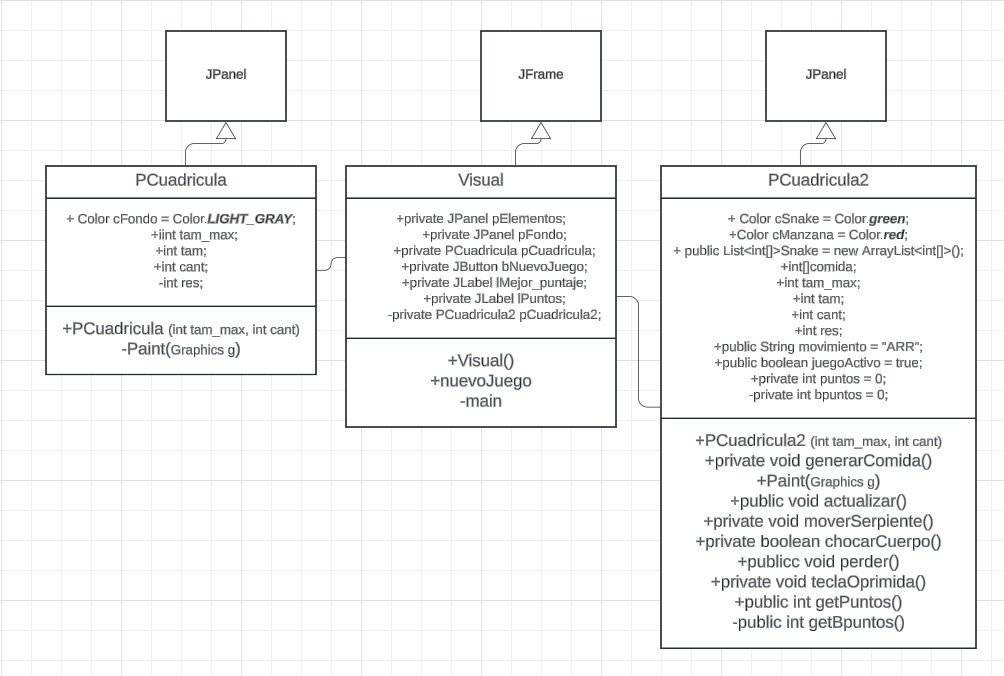 JPanel
JFrame
JPanel
PCuadricula
+ Color cFondo = Color.LIGHT_GRAY;
+iint tam_max;
+int tam;
+int cant;
-int res;
+PCuadricula (int tam_max, int cant)
-Paint(Graphics g)
Visual
+private JPanel pElementos;
+private JPanel pFondo;
+private PCuadricula pCuadricula;
+private JButton bNuevoJuego;
+private JLabel lMejor_puntaje;
+private JLabel lPuntos;
-private PCuadricula2 pCuadricula2;
+Visual()
+nuevoJuego
-main
PCuadricula2
+ Color cSnake = Color.green;
+Color cManzana = Color.red;
+ public List<int[]>Snake = new ArrayList<int[]>();
+int[]comida;
+int tam_max;
+int tam;
+int cant;
+int res;
+public String movimiento = "ARR";
+public boolean juegoActivo = true;
+private int puntos = 0;
-private int bpuntos = 0;
+PCuadricula2 (int tam_max, int cant)
+private void generarComida()
+Paint(Graphics g)
+public void actualizar()
+private void moverSerpiente()
+private boolean chocarCuerpo()
+publicc void perder()
+private void teclaOprimida()
+public int getPuntos()
-public int getBpuntos()